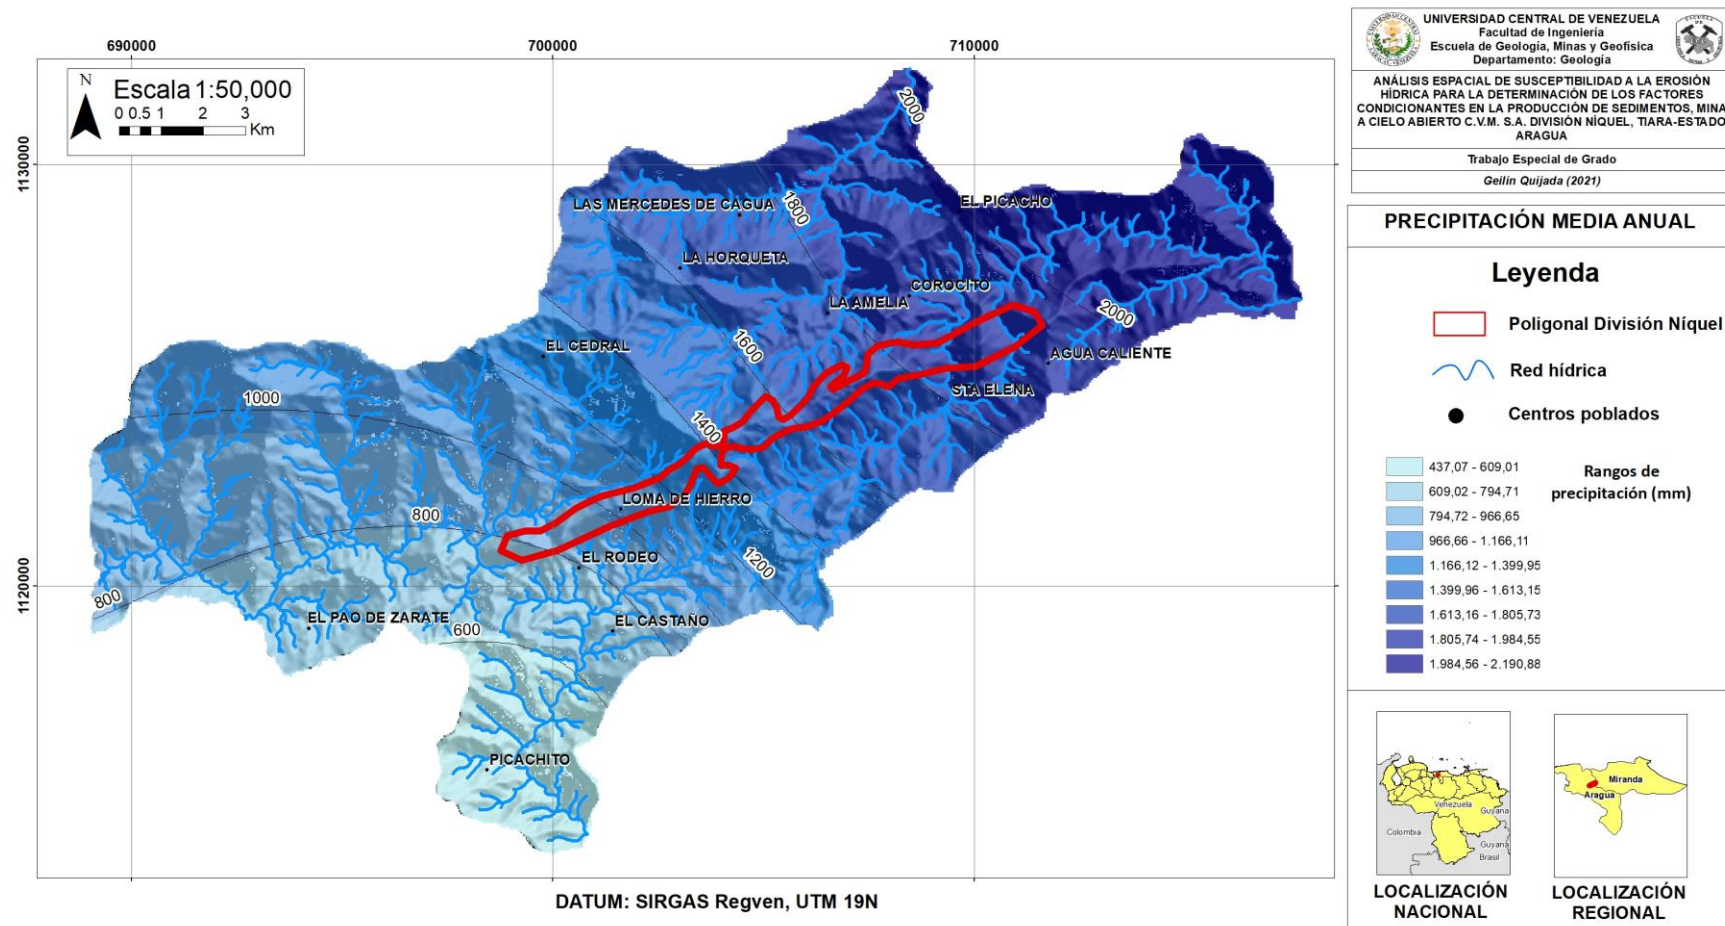 690000
700000
710000
1130000
1120000
N
Escala 1:50,000
0 0.5 1 2 3
Km
2000
LAS MERCEDES DE CAGUA
1800
EL PICACHO
LA HORQUETA
COROCITO
LA AMELIA
2000
1600
EL CEDRAL
AGUA CALIENTE
STA ELENA
1000
1400
LOMA DE HIERRO
800
EL RODEO
1200
800
EL PAO DE ZARATE
EL CASTAÑO
600
PICACHITO
DATUM: SIRGAS Regven, UTM 19N
UNIVERSIDAD CENTRAL DE VENEZUELA
Facultad de Ingeniería
Escuela de Geología, Minas y Geofísica
Departamento: Geología
ANÁLISIS ESPACIAL DE SUSCEPTIBILIDAD A LA EROSIÓN
HÍDRICA PARA LA DETERMINACIÓN DE LOS FACTORES
CONDICIONANTES EN LA PRODUCCIÓN DE SEDIMENTOS, MINA
A CIELO ABIERTO C.V.M. S.A. DIVISIÓN NÍQUEL, TIARA-ESTADO
ARAGUA
Trabajo Especial de Grado
Geilin Quijada (2021)
PRECIPITACIÓN MEDIA ANUAL
Leyenda
Poligonal División Níquel
Red hídrica
Centros poblados
Rangos de
precipitación (mm)
437,07 - 609,01
609,02 - 794,71
794,72 - 966,65
966,66 - 1.166,11
1.166,12 - 1.399,95
1.399,96 - 1.613,15
1.613,16 - 1.805,73
1.805,74 - 1.984,55
1.984,56 - 2.190,88
Venezuela
Guyana
Colombia
Guyana
Brasil
LOCALIZACIÓN
NACIONAL
Miranda
Aragua
LOCALIZACIÓN
REGIONAL